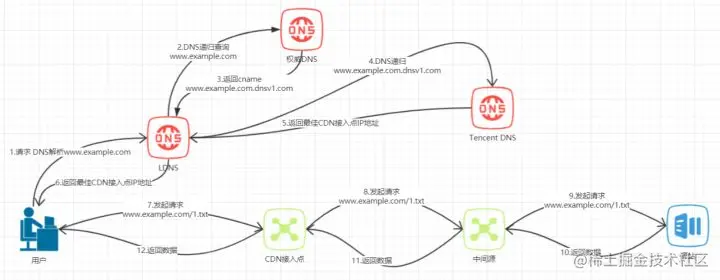 DNS
权威DNS
2.DNS递归查询
www.example.com
3.返回cname
www.example.com.dnsv1.com
4.DNS递归
www.example.com.dnsv1.com
DNS
Tencent DNS
5.返回最佳CDN接入点IP地址
DNS
LDNS
1.请求 DNS解析www.example.com
6.返回最佳CDN接入点IP地址
用户
7.发起请求
www.example.com/1.txt
12.返回数据
CDN接入点
8.发起请求
www.example.com/1.txt
11.返回数据
中间源
9.发起请求
www.example.com/1.txt
10.返回数据
@稀土掘金技术社区